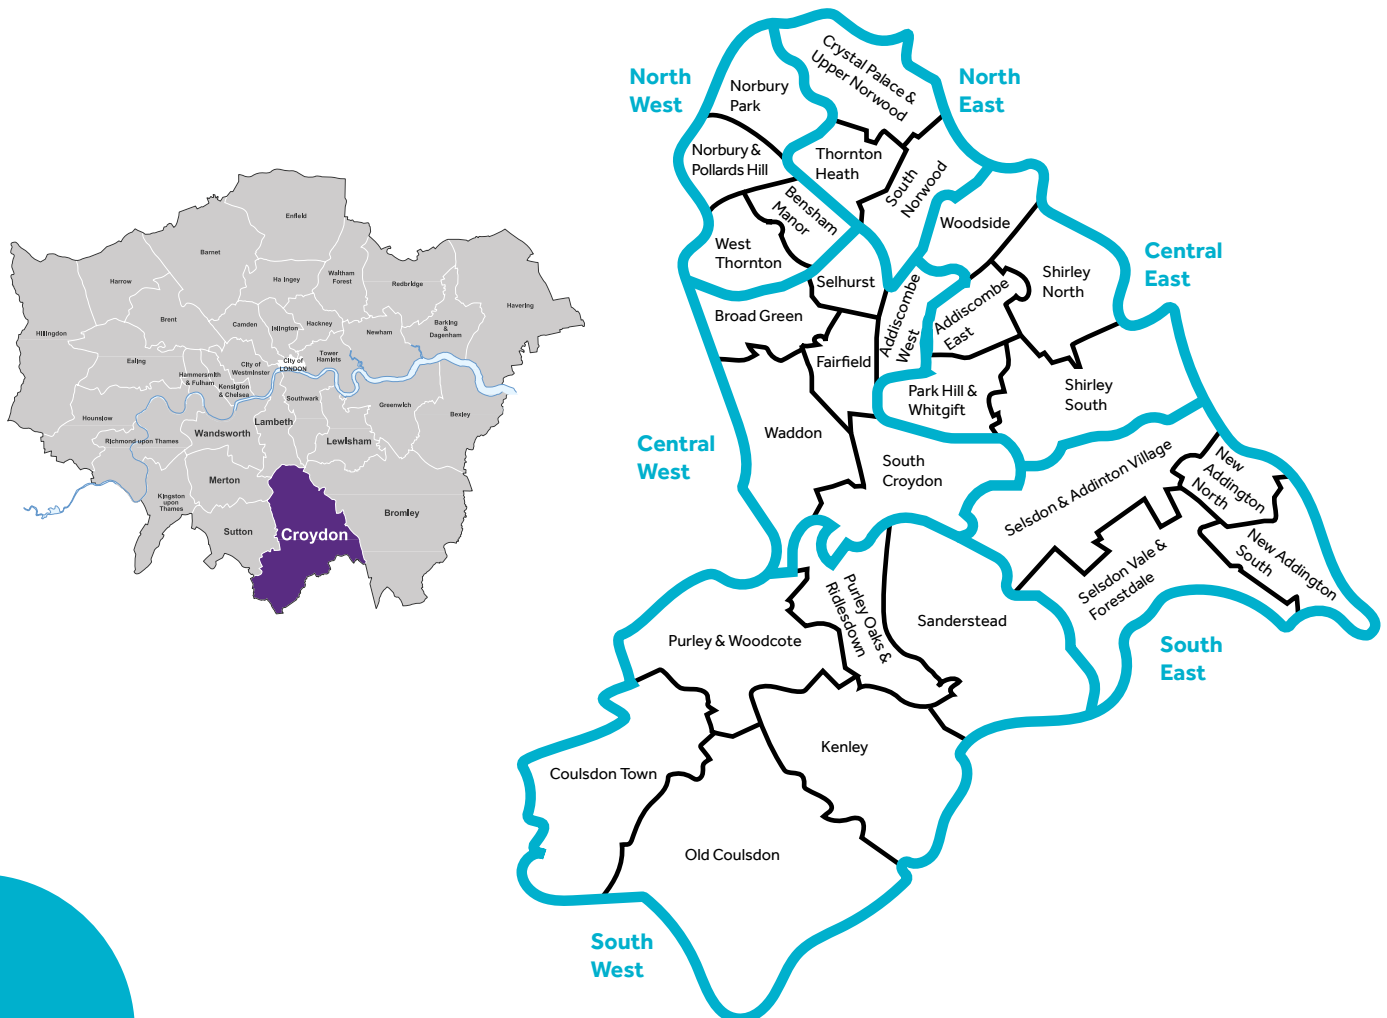 Enfield
Barnet
Harrow
Haringey
Waltham
Forest
Redbridge
Havering
Hillingdon
Brent
Camden
Islington
Hackney
Newham
Barking
&
Dagenham
Ealing
City of
Westminster
City of
LONDON
Tower
Hamlets
Hammersmith
& Fulham
Kensigton
& Chelsea
Southwark
Hounslow
Greenwich
Bexley
Richmond upon Thames
Wandsworth
Lambeth
Lewlsham
Merton
Kingston
upon
Thames
Sutton
Croydon
Bromley
North
West
North
East
Crystal Palace &
Upper Norwood
Norbury
Park
Norbury &
Pollards Hill
Thornton
Heath
South
Norwood
Bensham
Manor
West
Thornton
Woodside
Central
East
Selhurst
Shirley
North
Broad Green
Addiscombe
West
Addiscombe
East
Fairfield
Park Hill &
Whitgift
Shirley
South
Central
West
Waddon
South
Croydon
Selsdon & Addinton Village
New
Addington
North
New Addington
South
Selsdon Vale &
Forestdale
Purley Oaks &
Ridlesdown
Sanderstead
South
East
Purley & Woodcote
Kenley
Coulsdon Town
Old Coulsdon
South
West